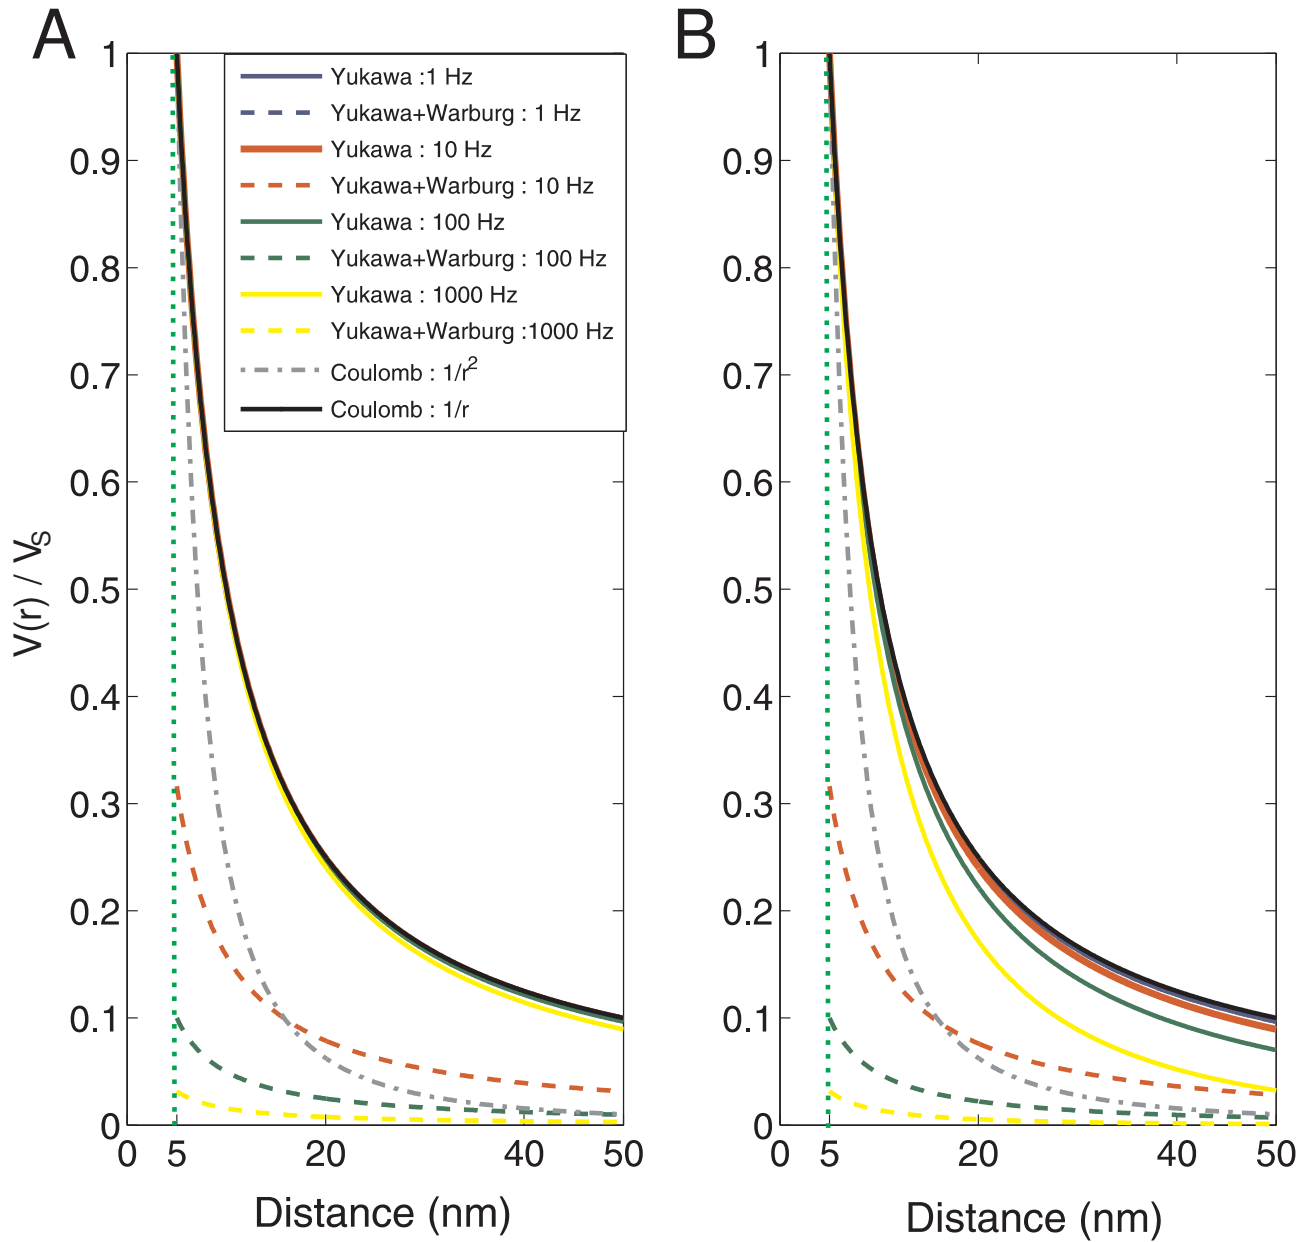 A
B
1
0.9
0.8
0.7
0.6
0.5
0.4
0.3
0.2
0.1
0
V(r) / V_S
Yukawa :1 Hz
Yukawa+Warburg : 1 Hz
Yukawa : 10 Hz
Yukawa+Warburg : 10 Hz
Yukawa : 100 Hz
Yukawa+Warburg : 100 Hz
Yukawa : 1000 Hz
Yukawa+Warburg :1000 Hz
Coulomb : 1/r²
Coulomb : 1/r
0 5 20 40 50
Distance (nm)
1
0.9
0.8
0.7
0.6
0.5
0.4
0.3
0.2
0.1
0
0 5 20 40 50
Distance (nm)